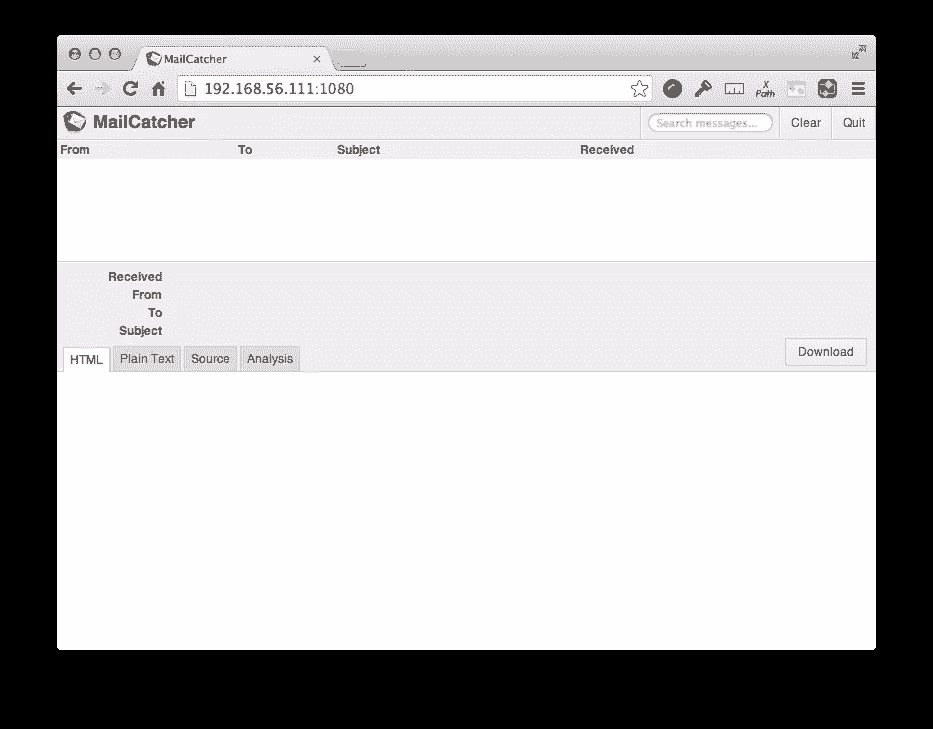 MailCatcher
192.168.56.111:1080
X
Path
MailCatcher
Search messages...
Clear
Quit
From To Subject Received
Received
From
To
Subject
HTML Plain Text Source Analysis
Download